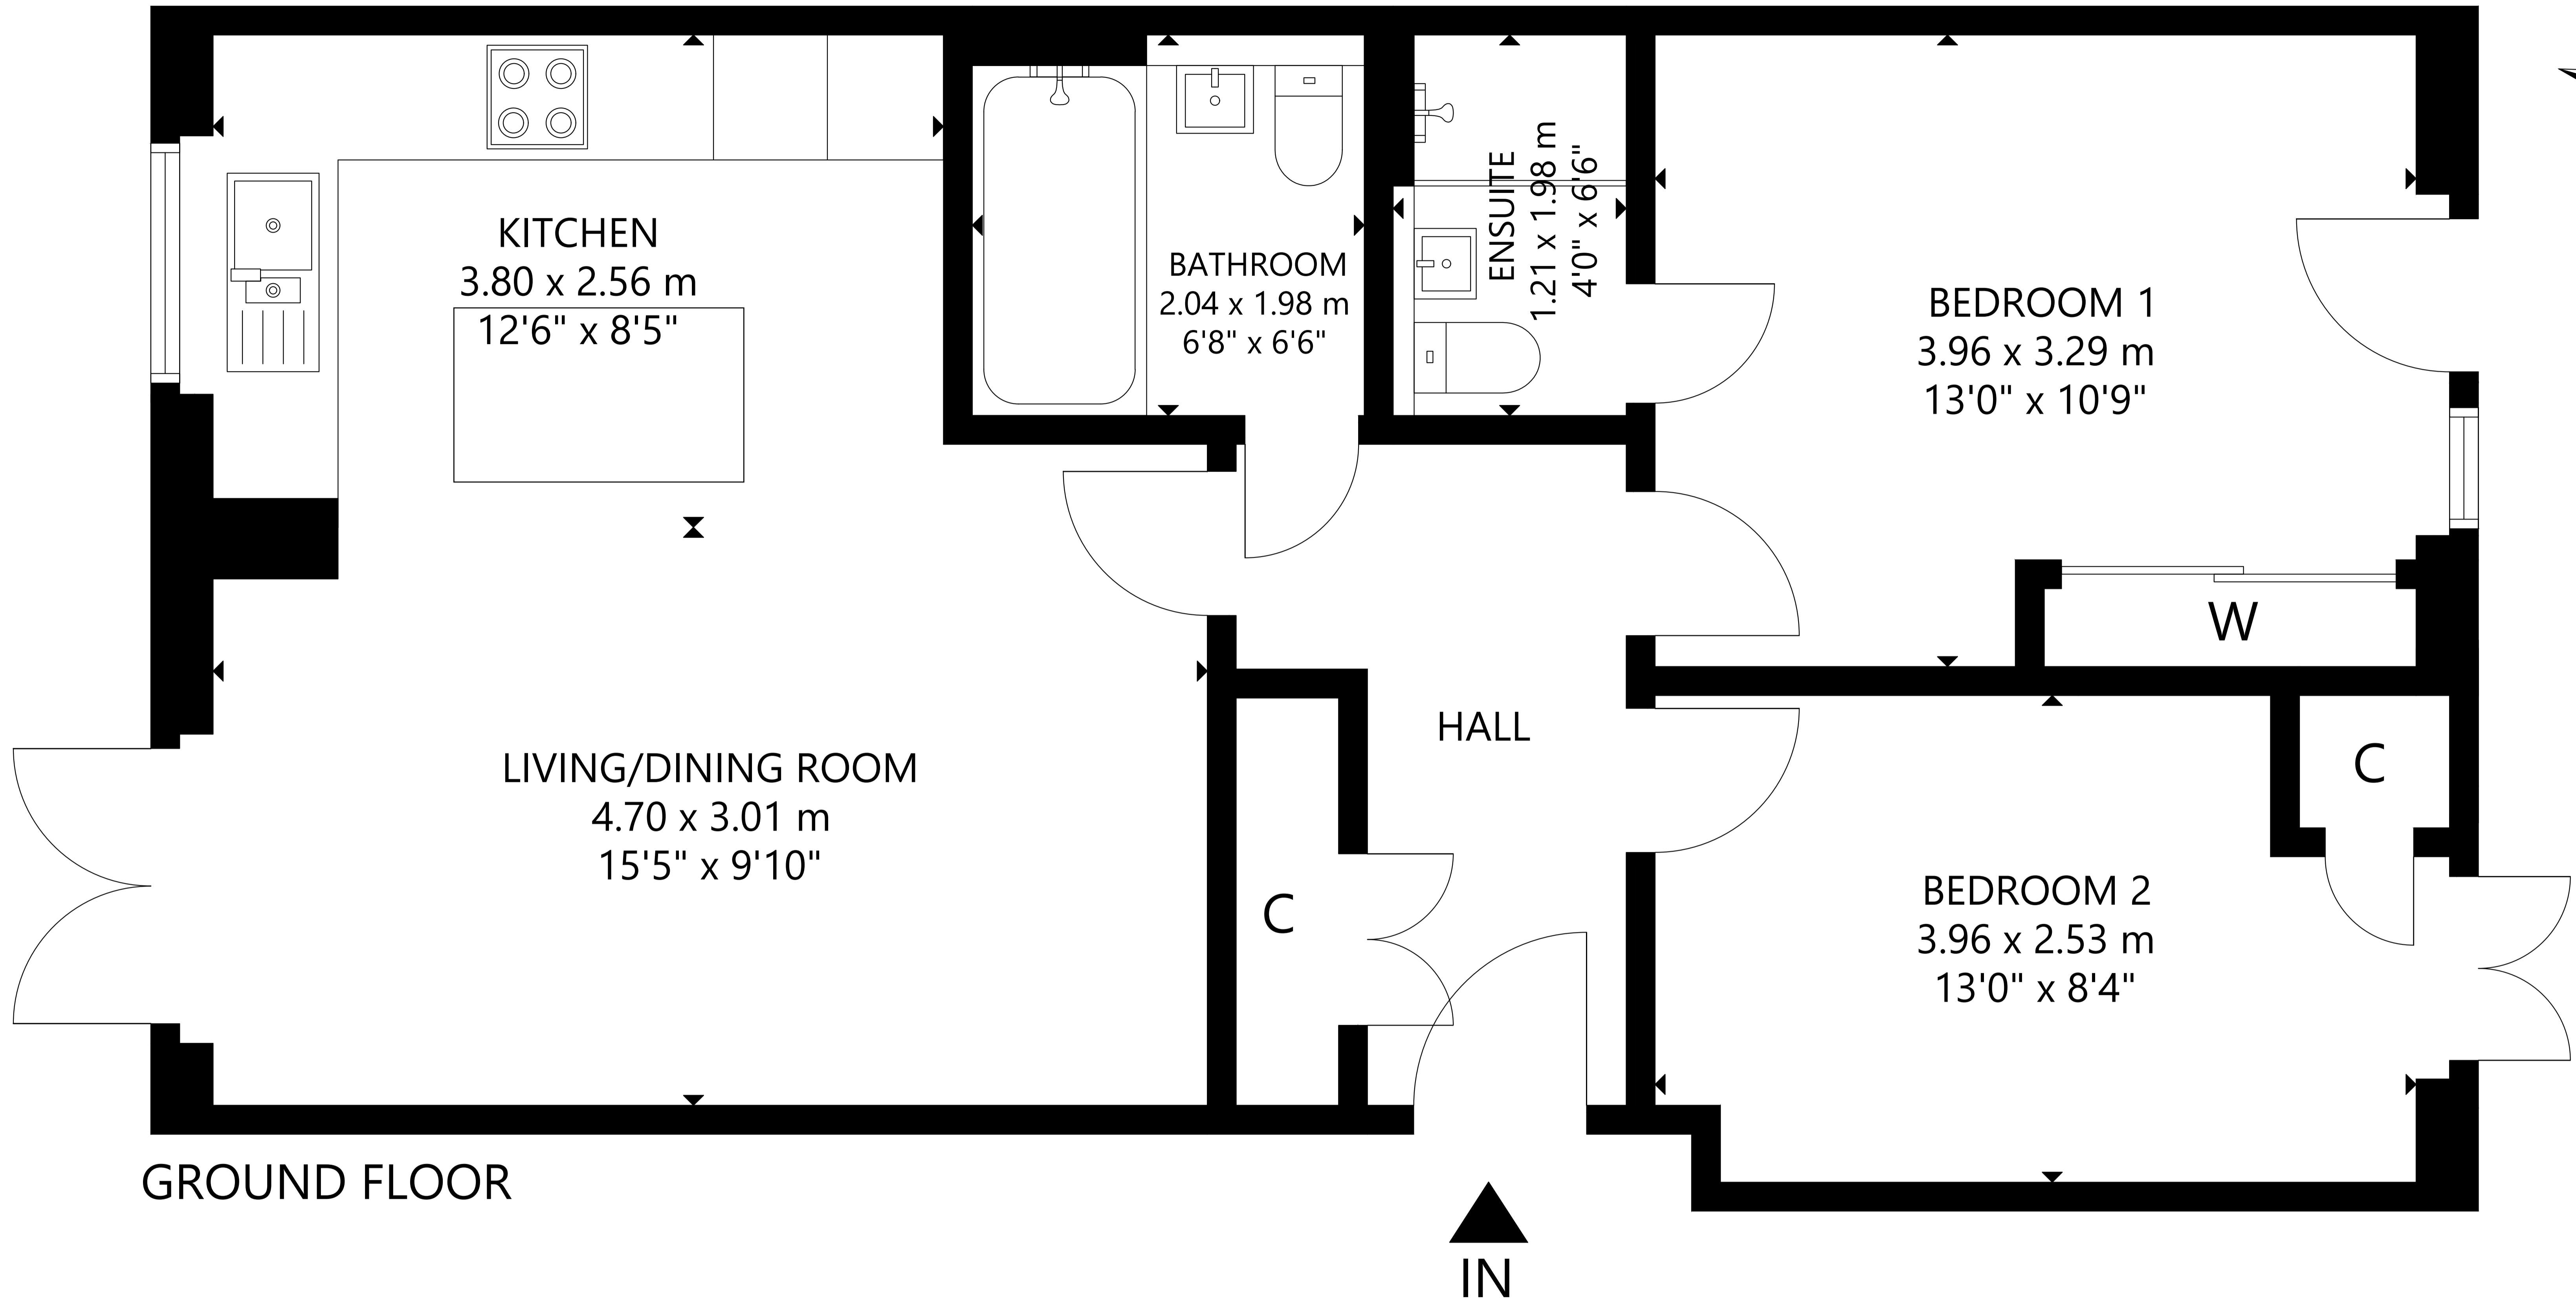 KITCHEN
3.80 x 2.56 m
12'6" x 8'5"
BATHROOM
2.04 x 1.98 m
6'8" x 6'6"
ENSUITE
1.21 x 1.98 m
4'0" x 6'6"
BEDROOM 1
3.96 x 3.29 m
13'0" x 10'9"
W
HALL
LIVING/DINING ROOM
4.70 x 3.01 m
15'5" x 9'10"
C
C
BEDROOM 2
3.96 x 2.53 m
13'0" x 8'4"
GROUND FLOOR
IN